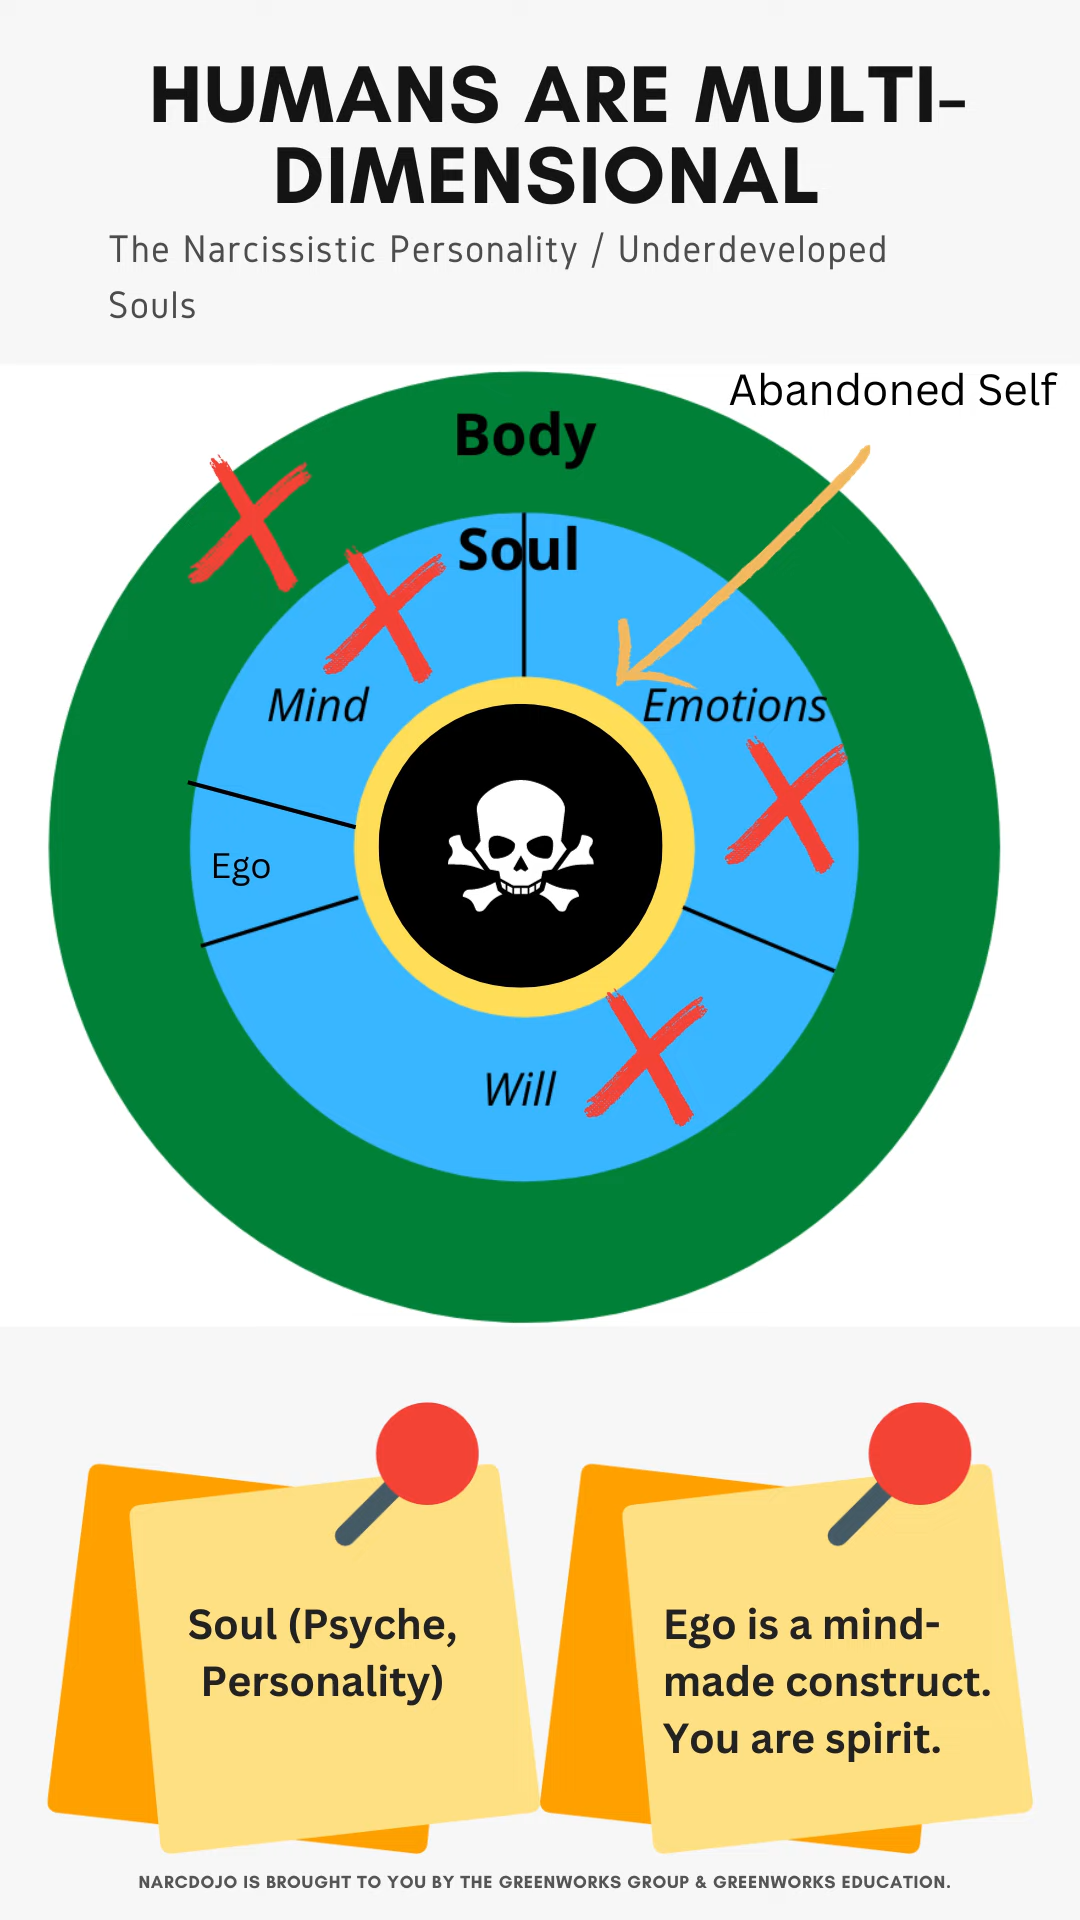 HUMANS ARE MULTI-
DIMENSIONAL
The Narcissistic Personality / Underdeveloped
Souls
Abandoned Self
Body
Soul
Mind
Emotions
Ego
Will
Soul (Psyche,
Personality)
Ego is a mind-
made construct.
You are spirit.
NARCDOJO IS BROUGHT TO YOU BY THE GREENWORKS GROUP & GREENWORKS EDUCATION.